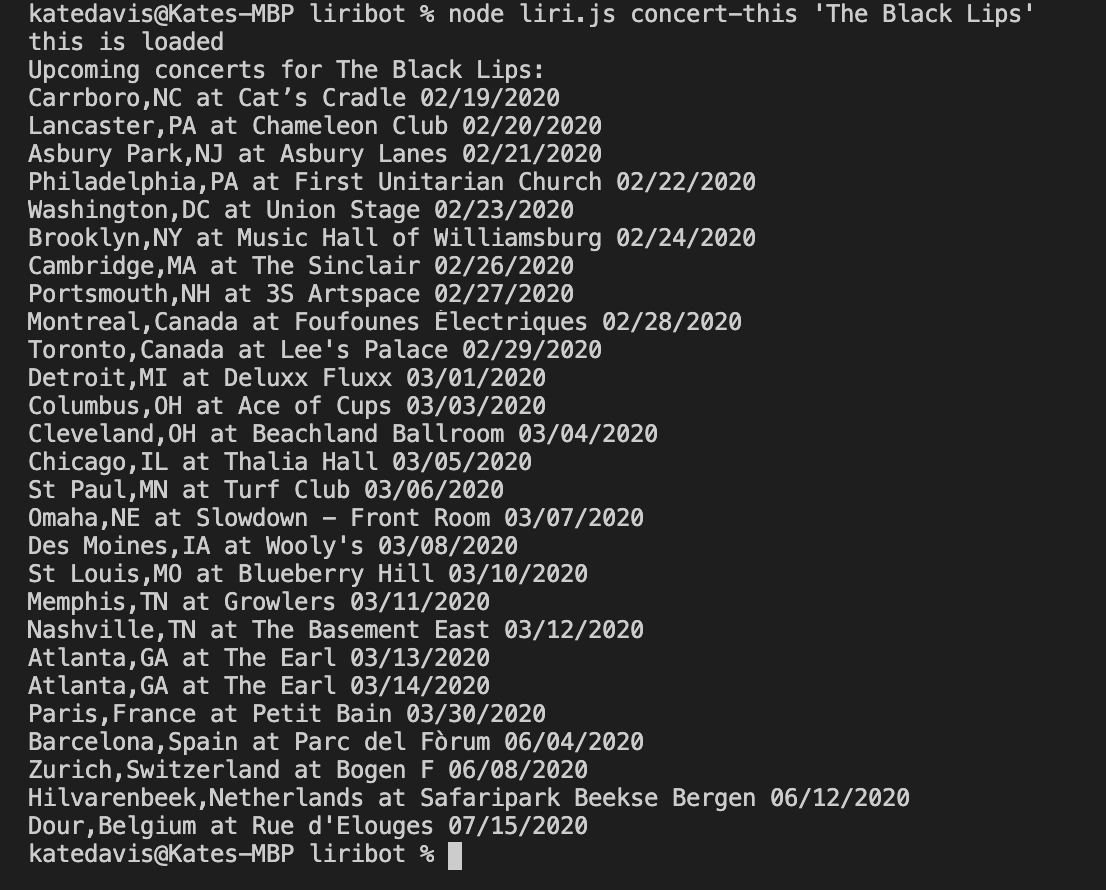 katedavis@Kates-MBP liribot % node liri.js concert-this 'The Black Lips'
this is loaded
Upcoming concerts for The Black Lips:
Carrboro,NC at Cat’s Cradle 02/19/2020
Lancaster,PA at Chameleon Club 02/20/2020
Asbury Park,NJ at Asbury Lanes 02/21/2020
Philadelphia,PA at First Unitarian Church 02/22/2020
Washington,DC at Union Stage 02/23/2020
Brooklyn,NY at Music Hall of Williamsburg 02/24/2020
Cambridge,MA at The Sinclair 02/26/2020
Portsmouth,NH at 3S Artspace 02/27/2020
Montreal,Canada at Foufounes Électriques 02/28/2020
Toronto,Canada at Lee's Palace 02/29/2020
Detroit,MI at Deluxx Fluxx 03/01/2020
Columbus,OH at Ace of Cups 03/03/2020
Cleveland,OH at Beachland Ballroom 03/04/2020
Chicago,IL at Thalia Hall 03/05/2020
St Paul,MN at Turf Club 03/06/2020
Omaha,NE at Slowdown – Front Room 03/07/2020
Des Moines,IA at Wooly's 03/08/2020
St Louis,MO at Blueberry Hill 03/10/2020
Memphis,TN at Growlers 03/11/2020
Nashville,TN at The Basement East 03/12/2020
Atlanta,GA at The Earl 03/13/2020
Atlanta,GA at The Earl 03/14/2020
Paris,France at Petit Bain 03/30/2020
Barcelona,Spain at Parc del Fòrum 06/04/2020
Zurich,Switzerland at Bogen F 06/08/2020
Hilvarenbeek,Netherlands at Safaripark Beekse Bergen 06/12/2020
Dour,Belgium at Rue d'Elouges 07/15/2020
katedavis@Kates-MBP liribot %